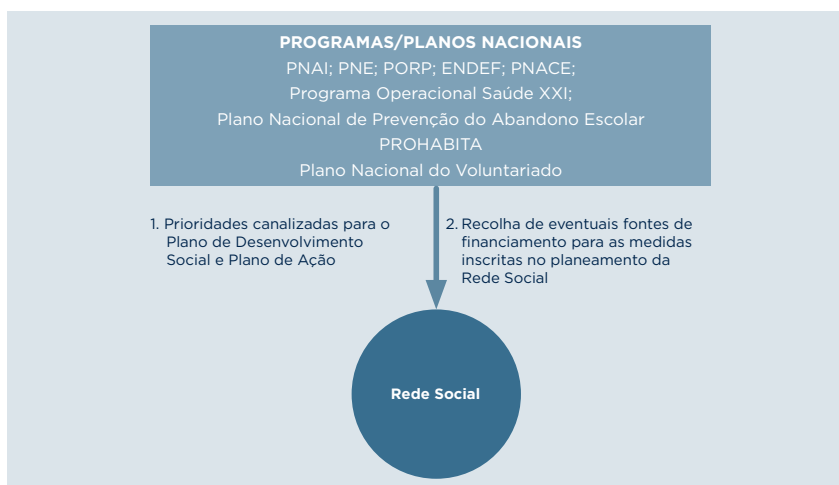 PROGRAMAS/PLANOS NACIONAIS
PNAI; PNE; PORP; ENDEF; PNACE;
Programa Operacional Saúde XXI;
Plano Nacional de Prevenção do Abandono Escolar
PROHABITA
Plano Nacional do Voluntariado
1. Prioridades canalizadas para o
Plano de Desenvolvimento
Social e Plano de Ação
2. Recolha de eventuais fontes de
financiamento para as medidas
inscritas no planeamento da
Rede Social
Rede Social